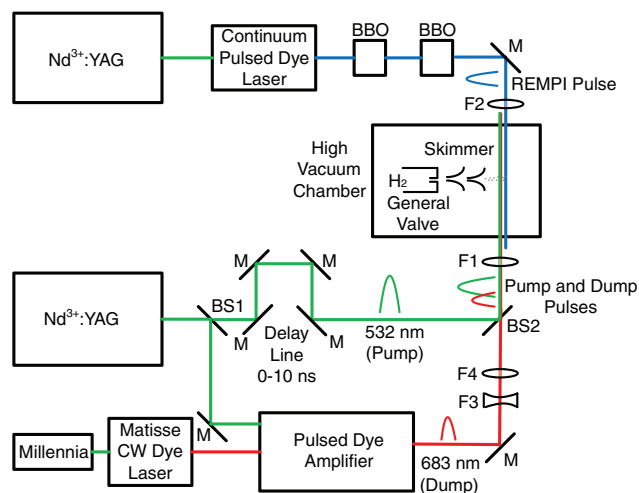 Nd3+:YAG
Continuum
Pulsed Dye
Laser
BBO
BBO
M
REMPI Pulse
F2
High
Vacuum
Chamber
Skimmer
H2
General
Valve
F1
Pump and Dump
Pulses
BS2
Nd3+:YAG
BS1
M
M
M
M
Delay
Line
0-10 ns
532 nm
(Pump)
F4
F3
M
Millennia
Matisse
CW Dye
Laser
Pulsed Dye
Amplifier
683 nm
(Dump)
M